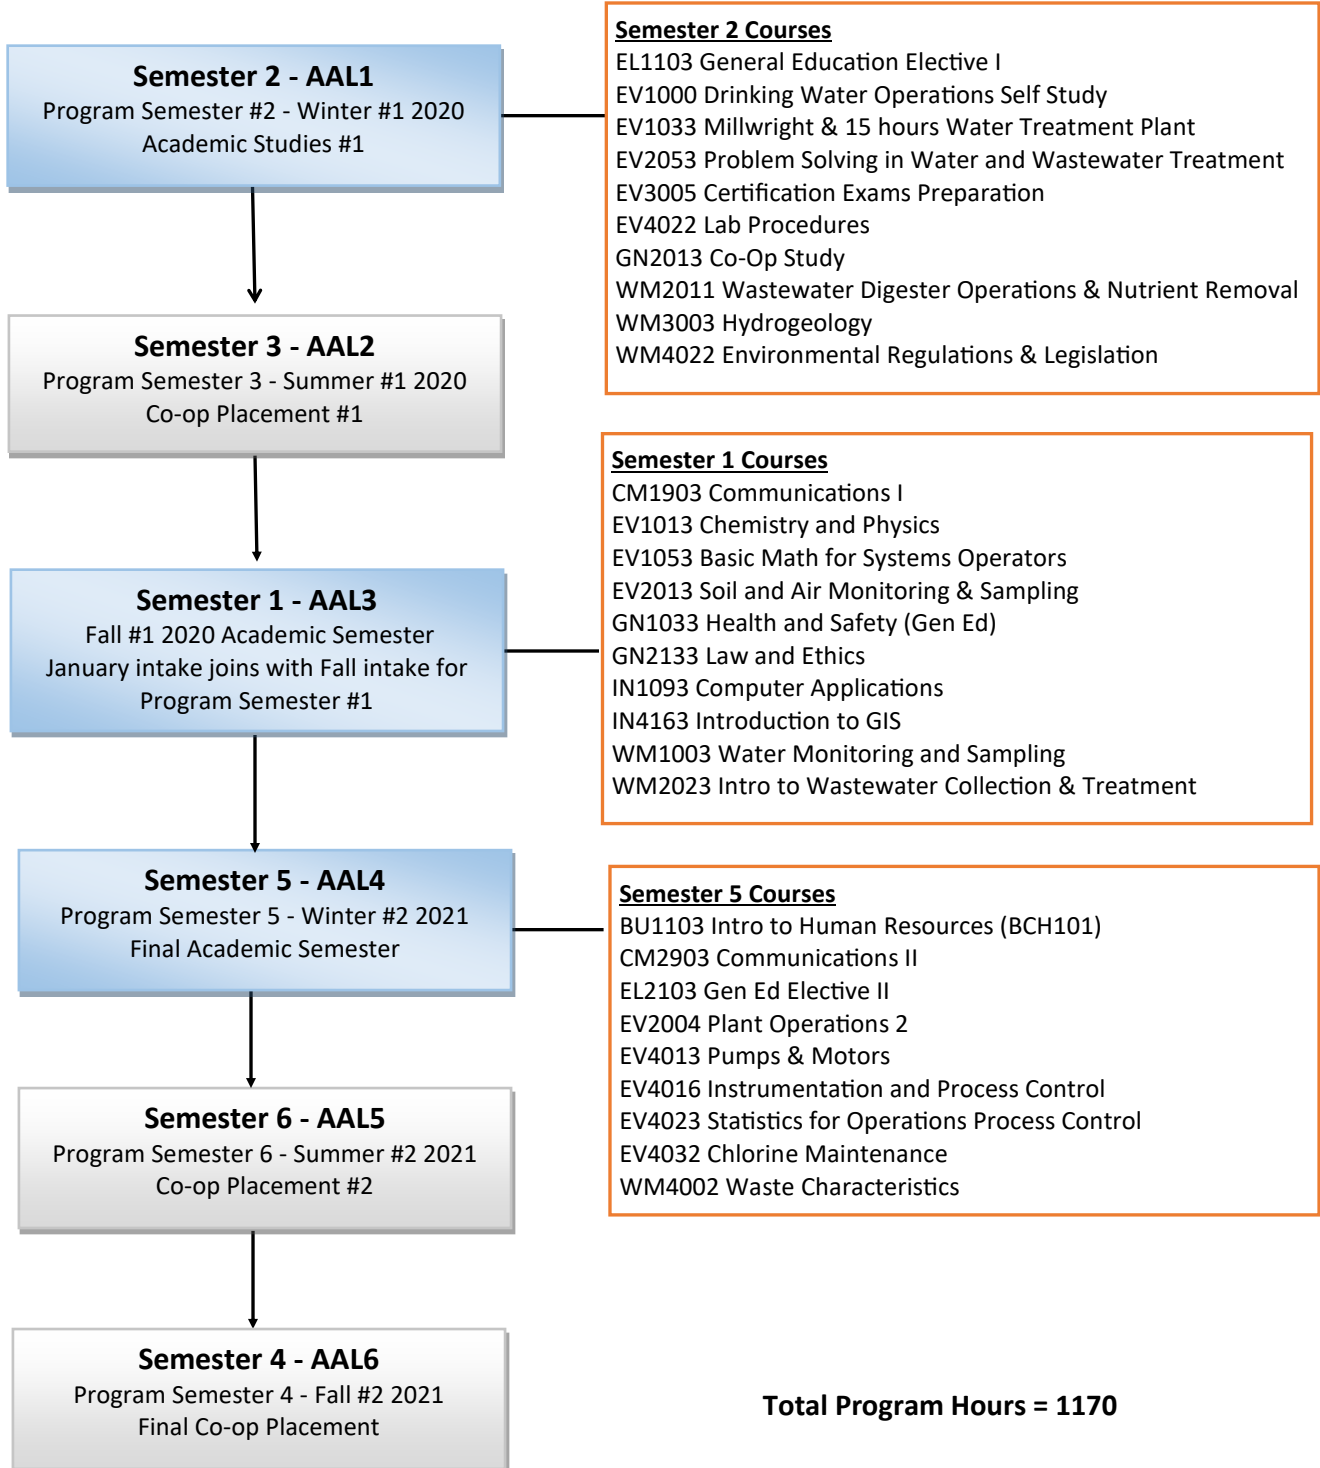 Semester 2 - AAL1
Program Semester #2 - Winter #1 2020
Academic Studies #1
Semester 2 Courses
EL1103 General Education Elective I
EV1000 Drinking Water Operations Self Study
EV1033 Millwright & 15 hours Water Treatment Plant
EV2053 Problem Solving in Water and Wastewater Treatment
EV3005 Certification Exams Preparation
EV4022 Lab Procedures
GN2013 Co-Op Study
WM2011 Wastewater Digester Operations & Nutrient Removal
WM3003 Hydrogeology
WM4022 Environmental Regulations & Legislation
Semester 3 - AAL2
Program Semester 3 - Summer #1 2020
Co-op Placement #1
Semester 1 - AAL3
Fall #1 2020 Academic Semester
January intake joins with Fall intake for
Program Semester #1
Semester 1 Courses
CM1903 Communications I
EV1013 Chemistry and Physics
EV1053 Basic Math for Systems Operators
EV2013 Soil and Air Monitoring & Sampling
GN1033 Health and Safety (Gen Ed)
GN2133 Law and Ethics
IN1093 Computer Applications
IN4163 Introduction to GIS
WM1003 Water Monitoring and Sampling
WM2023 Intro to Wastewater Collection & Treatment
Semester 5 - AAL4
Program Semester 5 - Winter #2 2021
Final Academic Semester
Semester 5 Courses
BU1103 Intro to Human Resources (BCH101)
CM2903 Communications II
EL2103 Gen Ed Elective II
EV2004 Plant Operations 2
EV4013 Pumps & Motors
EV4016 Instrumentation and Process Control
EV4023 Statistics for Operations Process Control
EV4032 Chlorine Maintenance
WM4002 Waste Characteristics
Semester 6 - AAL5
Program Semester 6 - Summer #2 2021
Co-op Placement #2
Semester 4 - AAL6
Program Semester 4 - Fall #2 2021
Final Co-op Placement
Total Program Hours = 1170